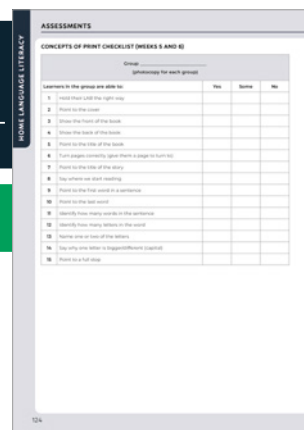 ASSESSMENTS
HOME LANGUAGE LITERACY
CONCEPTS OF PRINT CHECKLIST (WEEKS 5 AND 6)
Group:
(photocopy for each group)
Learners in the group are able to: Yes Some No
1 Hold their LAB the right way
2 Point to the cover
3 Show the front of the book
4 Show the back of the book
5 Point to the title of the book
6 Turn pages correctly (give them a page to turn to)
7 Point to the title of the story
8 Say where we start reading
9 Point to the first word in a sentence
10 Point to the last word
11 Identify how many words in the sentence
12 Identify how many letters in the word
13 Name one or two of the letters
14 Say why one letter is bigger/different (capital)
15 Point to a full stop
124